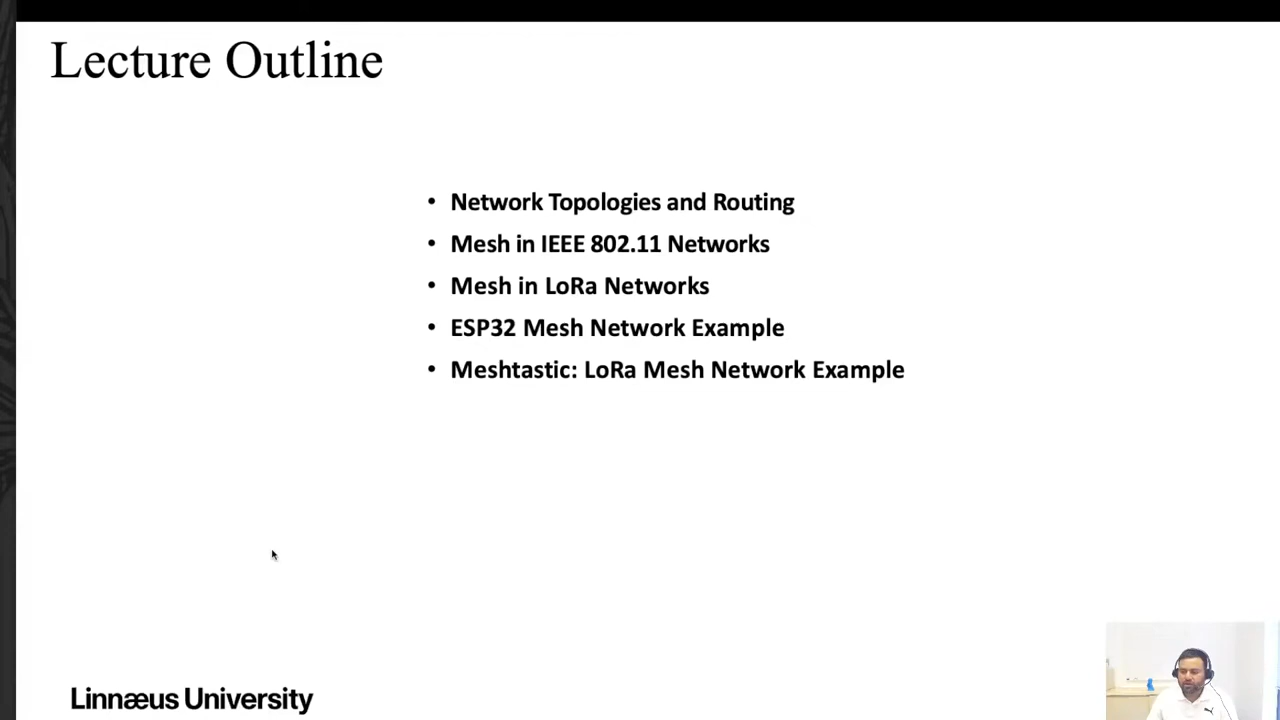 Lecture Outline
• Network Topologies and Routing
• Mesh in IEEE 802.11 Networks
• Mesh in LoRa Networks
• ESP32 Mesh Network Example
• Meshtastic: LoRa Mesh Network Example
Linnæus University